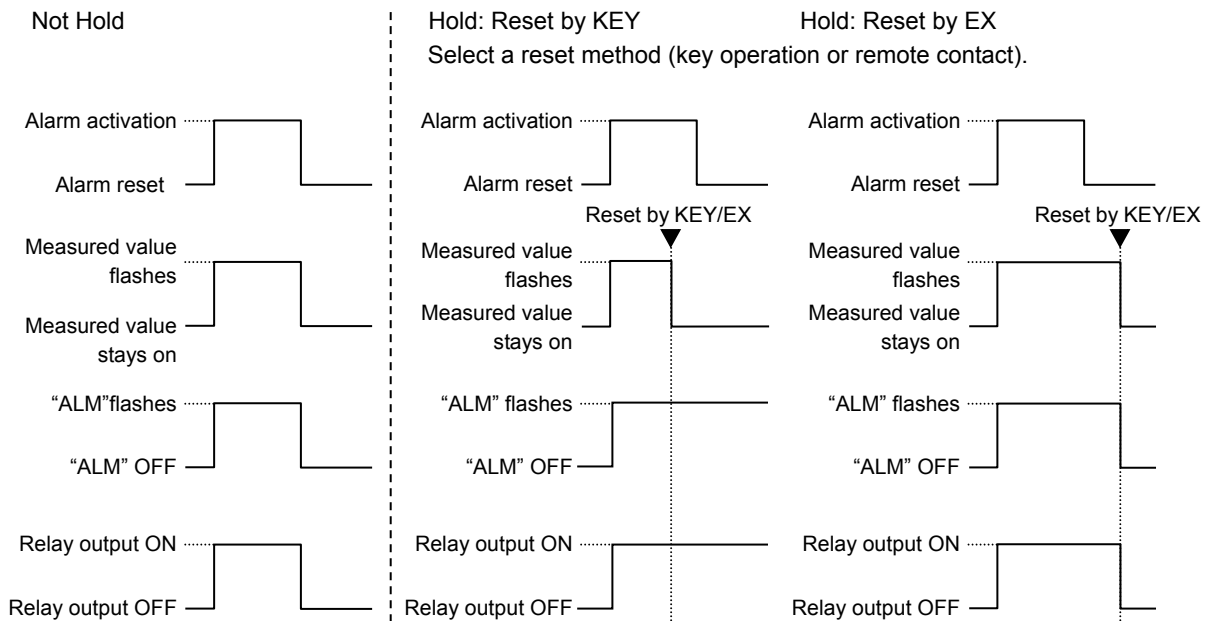 Not Hold
Hold: Reset by KEY
Hold: Reset by EX
Select a reset method (key operation or remote contact).
Alarm activation
Alarm reset
Measured value
flashes
Measured value
stays on
“ALM”flashes
“ALM” OFF
Relay output ON
Relay output OFF
Alarm activation
Alarm reset
Reset by KEY/EX
Measured value
flashes
Measured value
stays on
“ALM” flashes
“ALM” OFF
Relay output ON
Relay output OFF
Alarm activation
Alarm reset
Reset by KEY/EX
Measured value
flashes
Measured value
stays on
“ALM” flashes
“ALM” OFF
Relay output ON
Relay output OFF